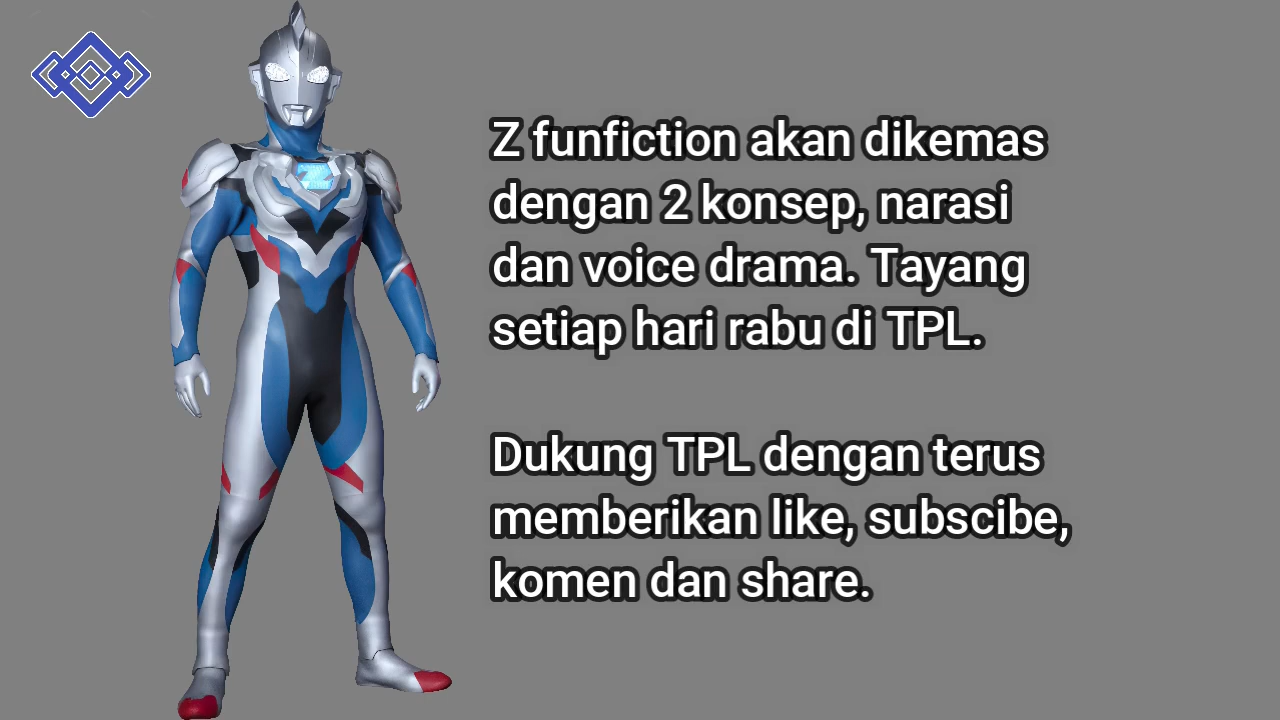 Z funfiction akan dikemas
dengan 2 konsep, narasi
dan voice drama. Tayang
setiap hari rabu di TPL.
Dukung TPL dengan terus
memberikan like, subscibe,
komen dan share.
Z